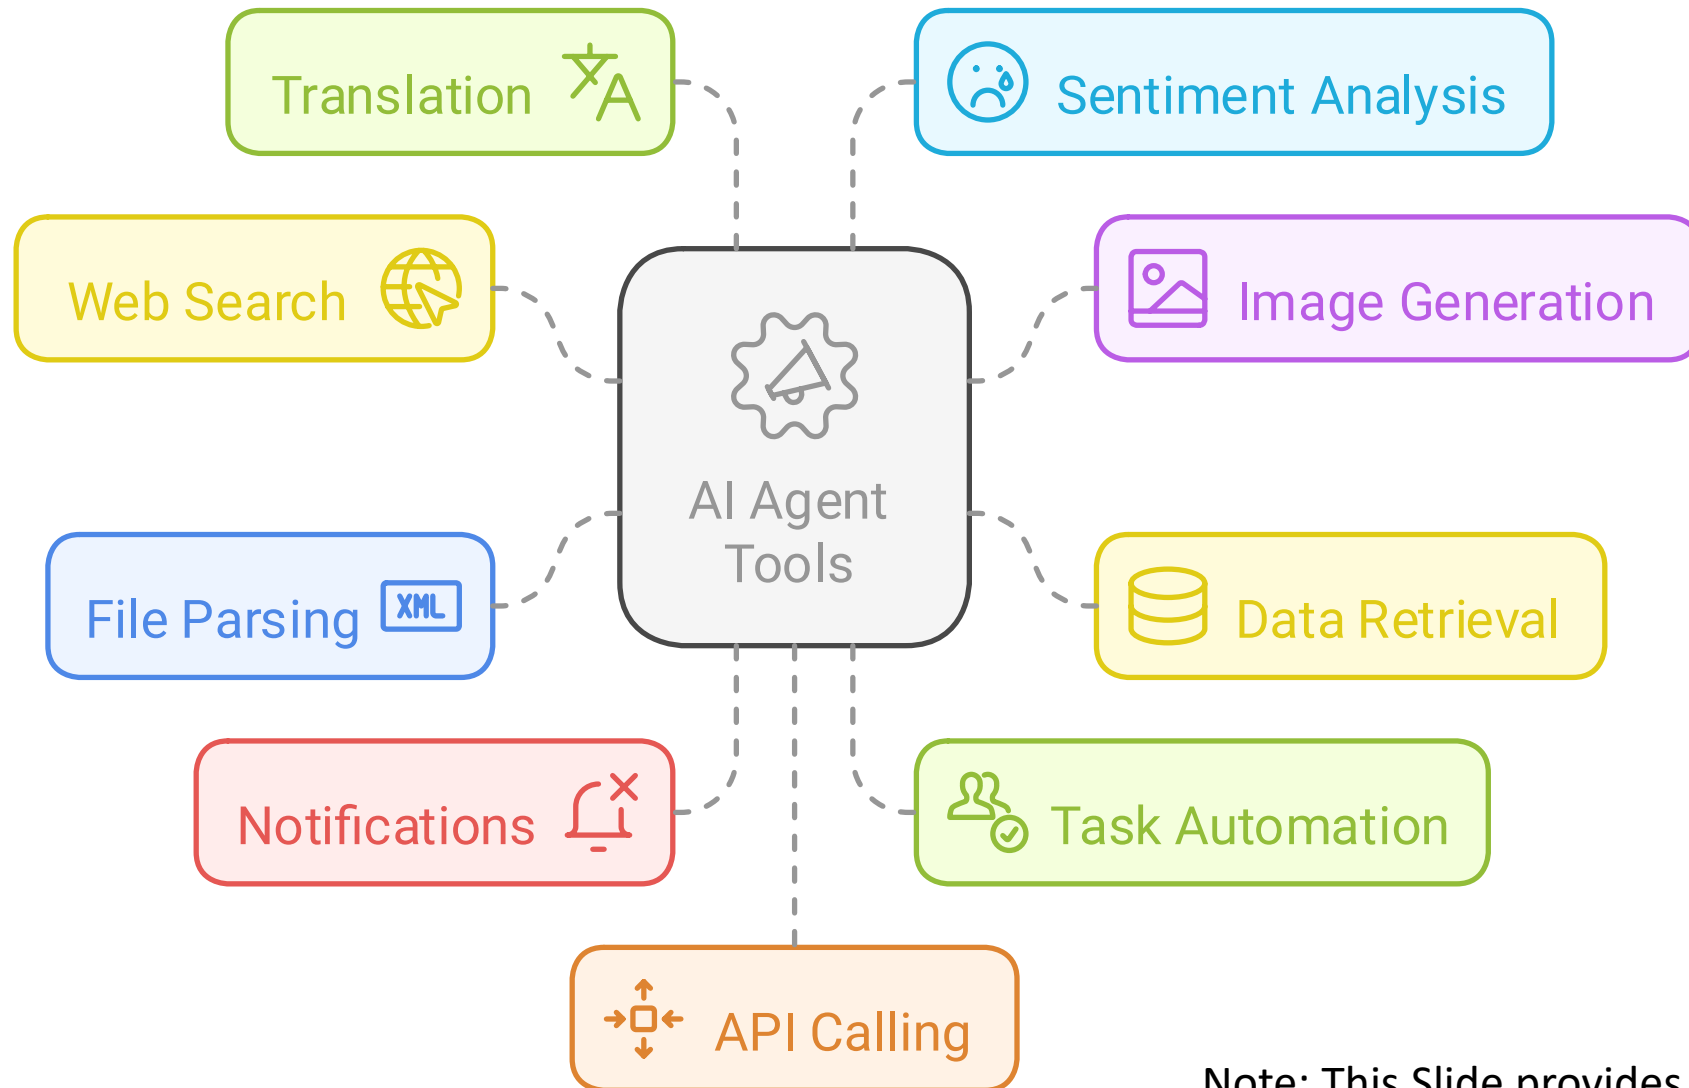 Translation
Sentiment Analysis
Web Search
Image Generation
AI Agent
Tools
File Parsing
XML
Data Retrieval
Notifications
Task Automation
API Calling
Note: This Slide provides